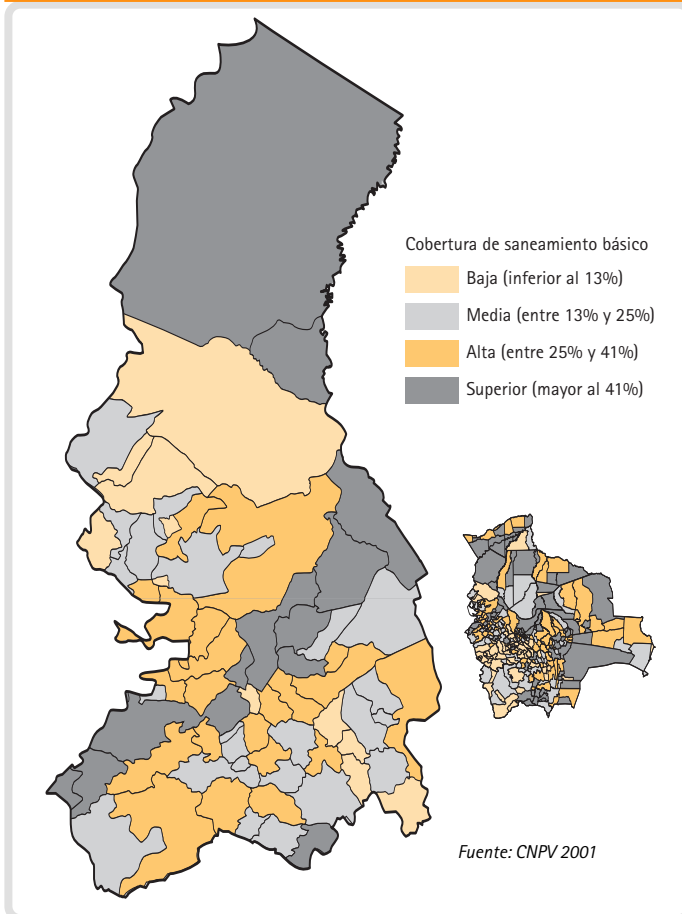 Cobertura de saneamiento básico
Baja (inferior al 13%)
Media (entre 13% y 25%)
Alta (entre 25% y 41%)
Superior (mayor al 41%)
Fuente: CNPV 2001